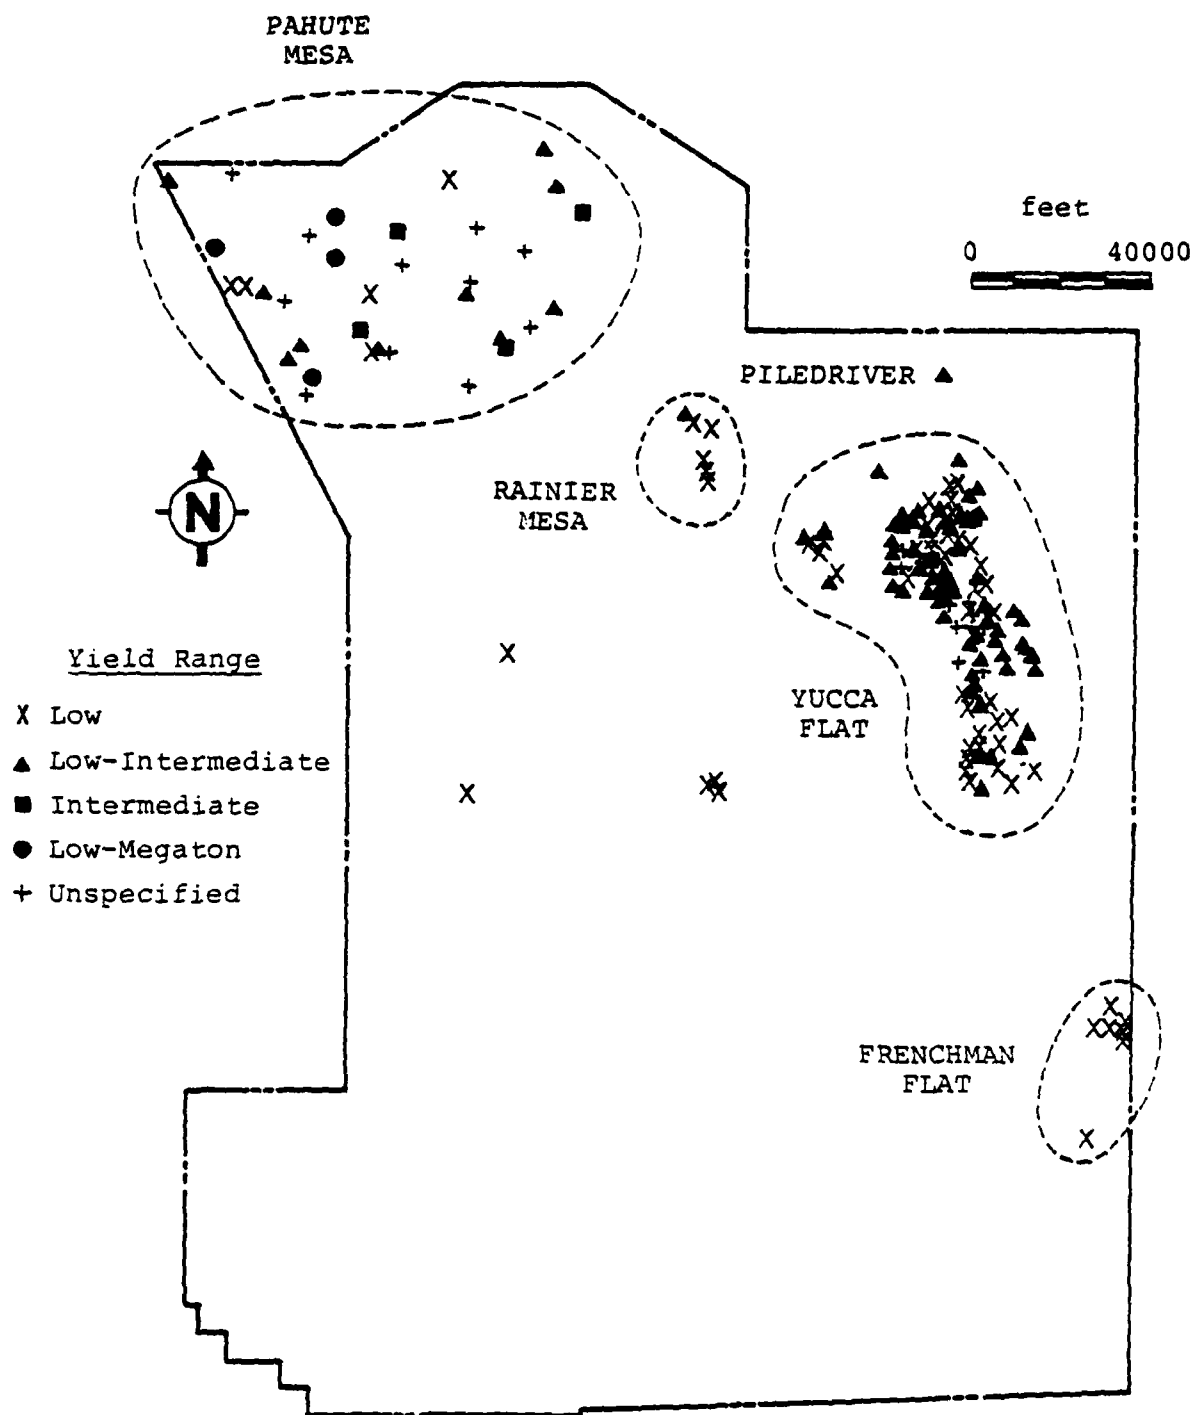 PAHUTE
MESA
feet
0 40000
PILEDRIVER
RAINIER
MESA
N
Yield Range
X Low
▲ Low-Intermediate
■ Intermediate
● Low-Megaton
+ Unspecified
YUCCA
FLAT
FRENCHMAN
FLAT